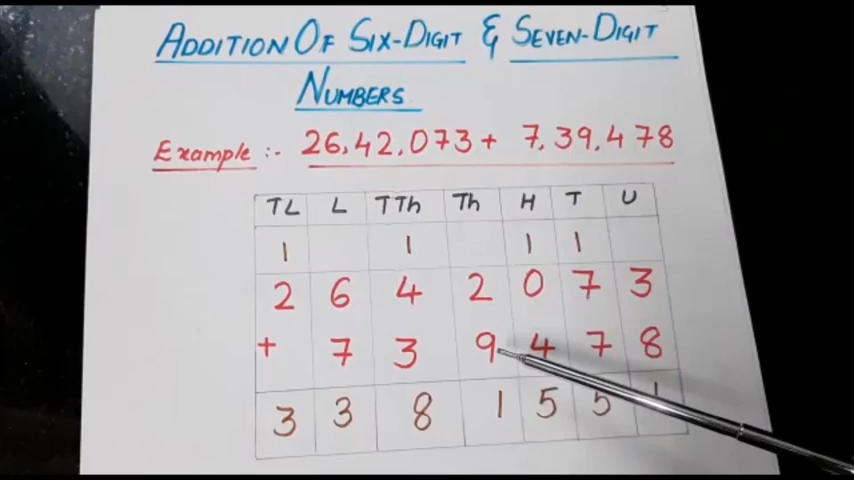 ADDITION OF SIX-DIGIT & SEVEN-DIGIT
NUMBERS
Example :- 26,42,073 + 7,39,478
TL L TTh Th H T U
1 1 1 1
2 6 4 2 0 7 3
+ 7 3 9 4 7 8
3 3 8 1 5 5